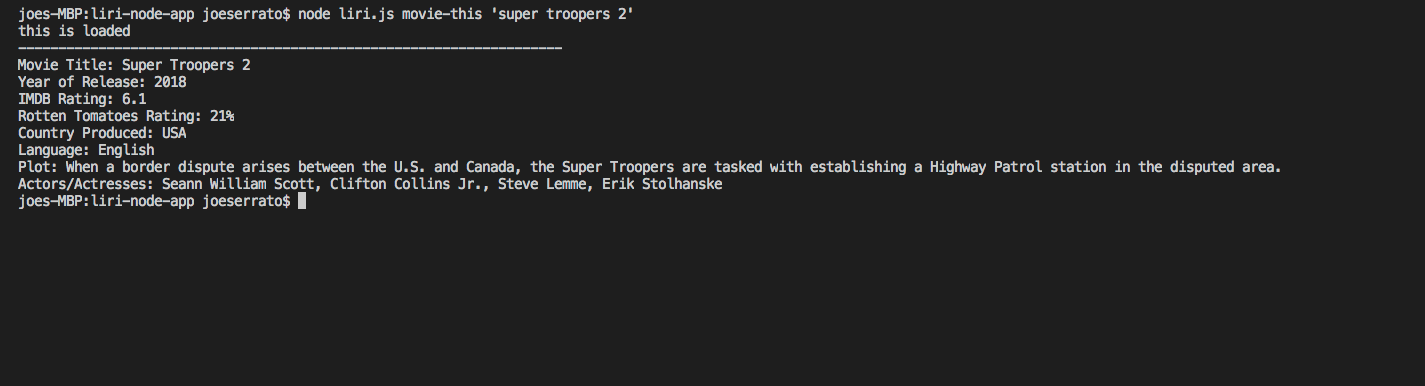 joes-MBP:liri-node-app joeserrato$ node liri.js movie-this 'super troopers 2'
this is loaded
--------------------------------------------------------------------
Movie Title: Super Troopers 2
Year of Release: 2018
IMDB Rating: 6.1
Rotten Tomatoes Rating: 21%
Country Produced: USA
Language: English
Plot: When a border dispute arises between the U.S. and Canada, the Super Troopers are tasked with establishing a Highway Patrol station in the disputed area.
Actors/Actresses: Seann William Scott, Clifton Collins Jr., Steve Lemme, Erik Stolhanske
joes-MBP:liri-node-app joeserrato$